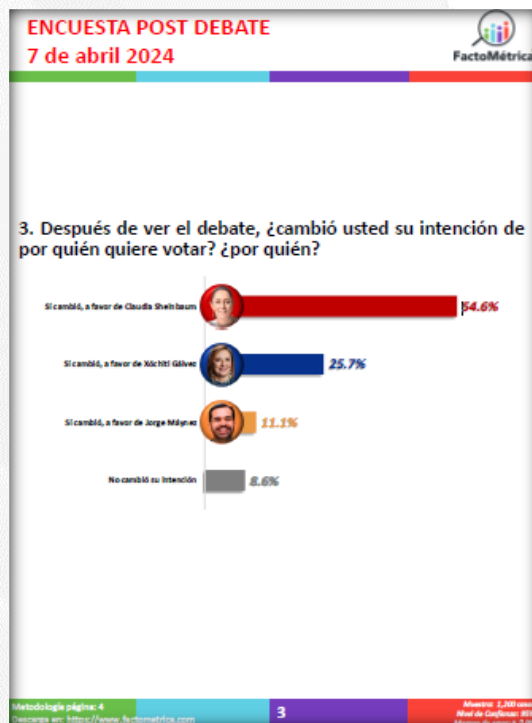 ENCUESTA POST DEBATE
7 de abril 2024
FactoMétrica
3. Después de ver el debate, ¿cambió usted su intención de
por quién quiere votar? ¿por quién?
Sí cambió, a favor de Claudia Sheinbaum
54.6%
Sí cambió, a favor de Xóchitl Gálvez
25.7%
Sí cambió, a favor de Jorge Máynez
11.1%
No cambió su intención
8.6%
Metodología página: 4
Descarga en: https://www.factometrica.com
3
Muestra: 1,200
Nivel de Confianza: